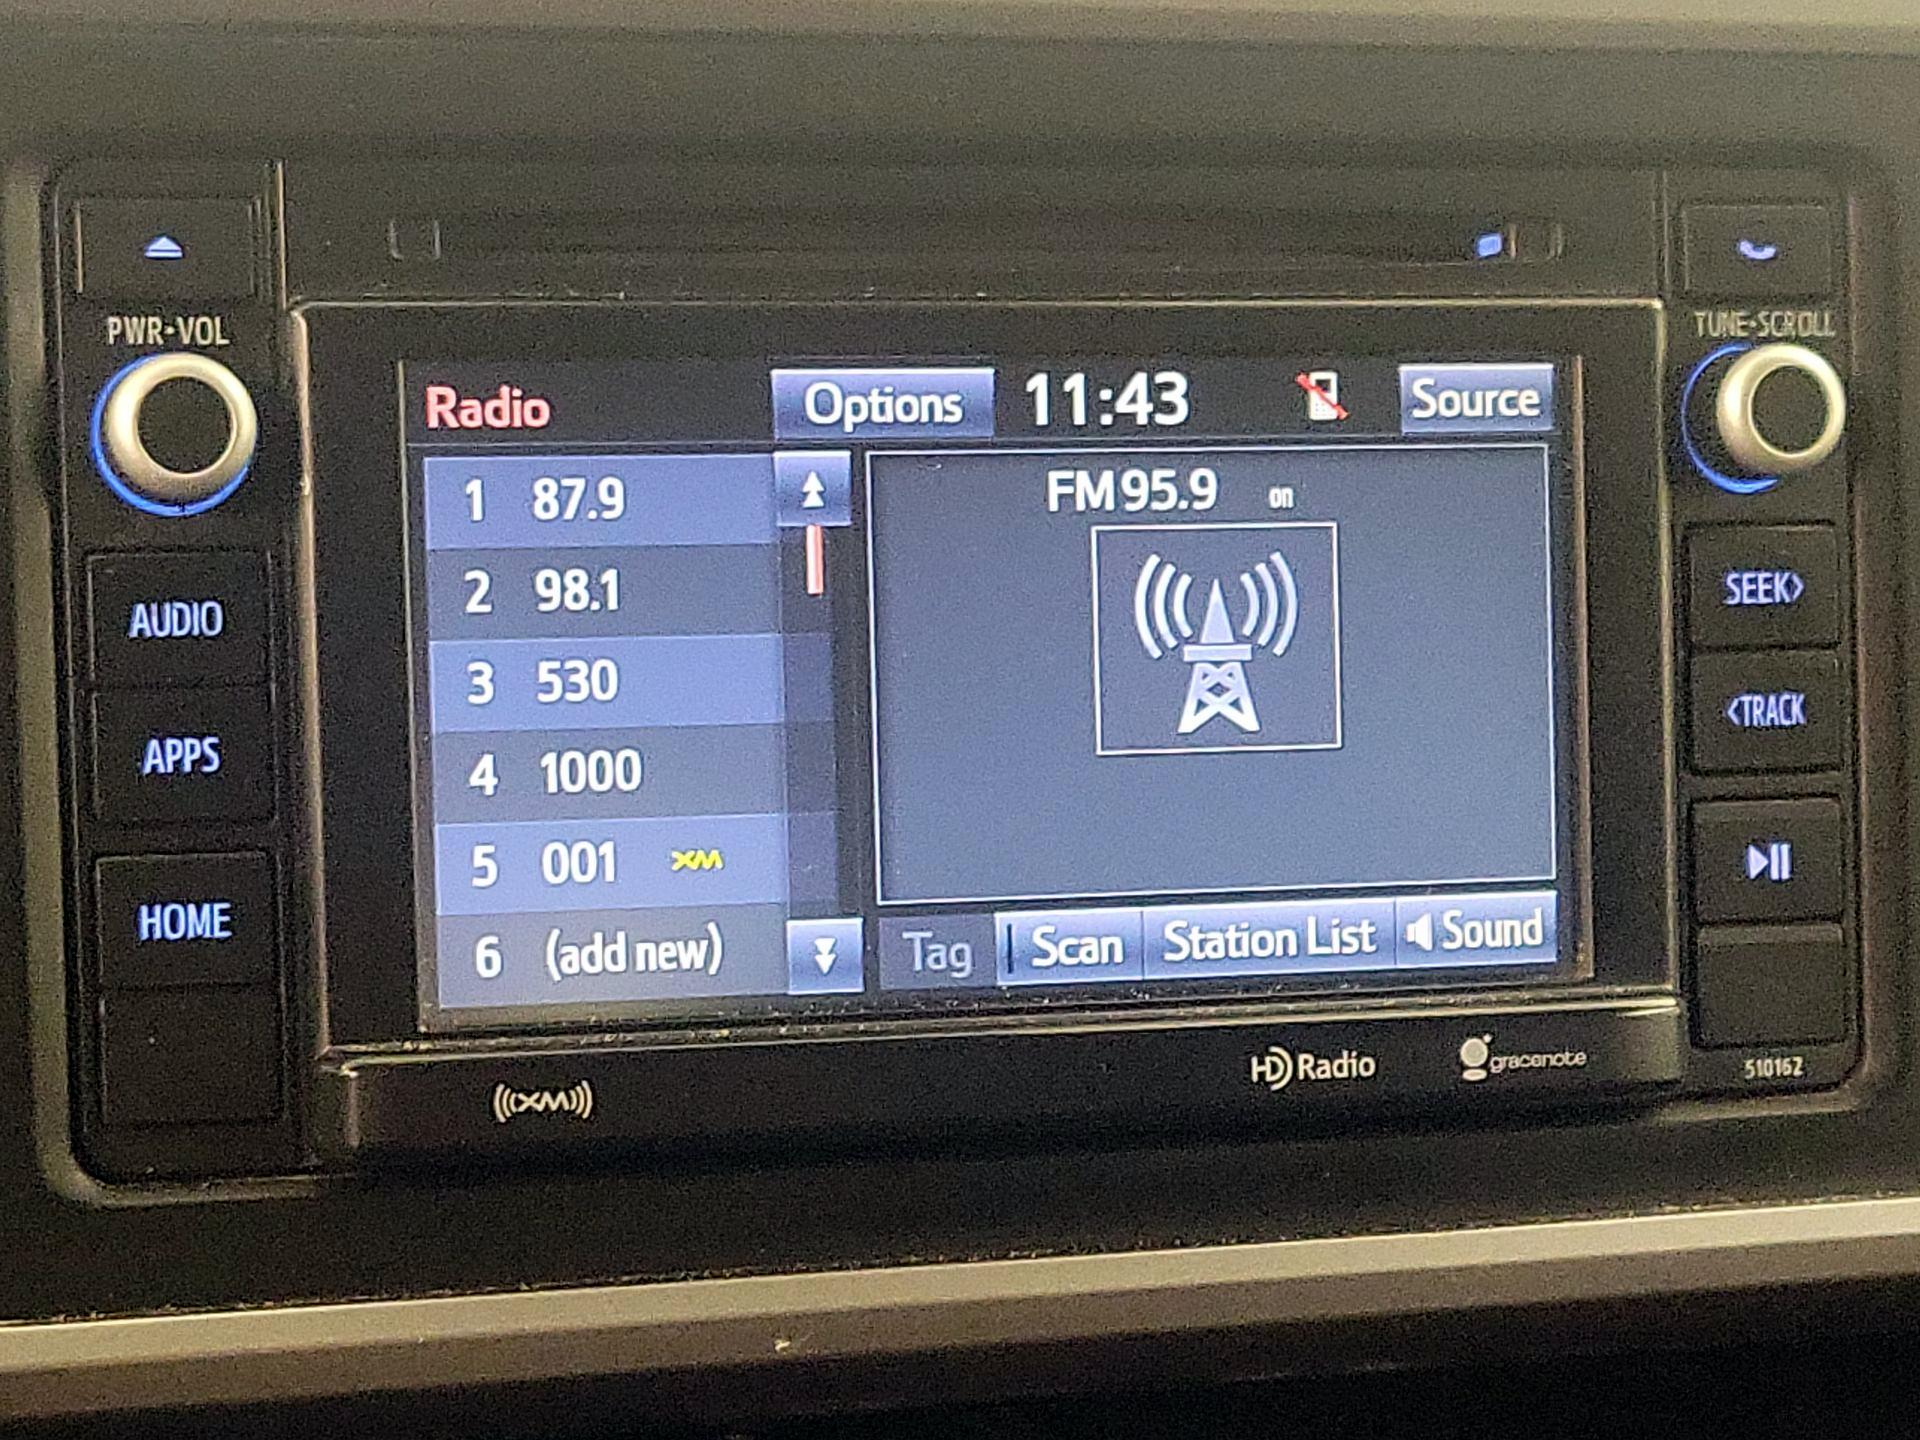 PWR•VOL
TUNE•SCROLL
Radio
Options
11:43
Source
1 87.9
2 98.1
3 530
4 1000
5 001 XM
6 (add new)
FM 95.9 on
Tag
Scan
Station List
Sound
AUDIO
APPS
HOME
SEEK>
<TRACK
((XM))
HD Radio
gracenote
510162